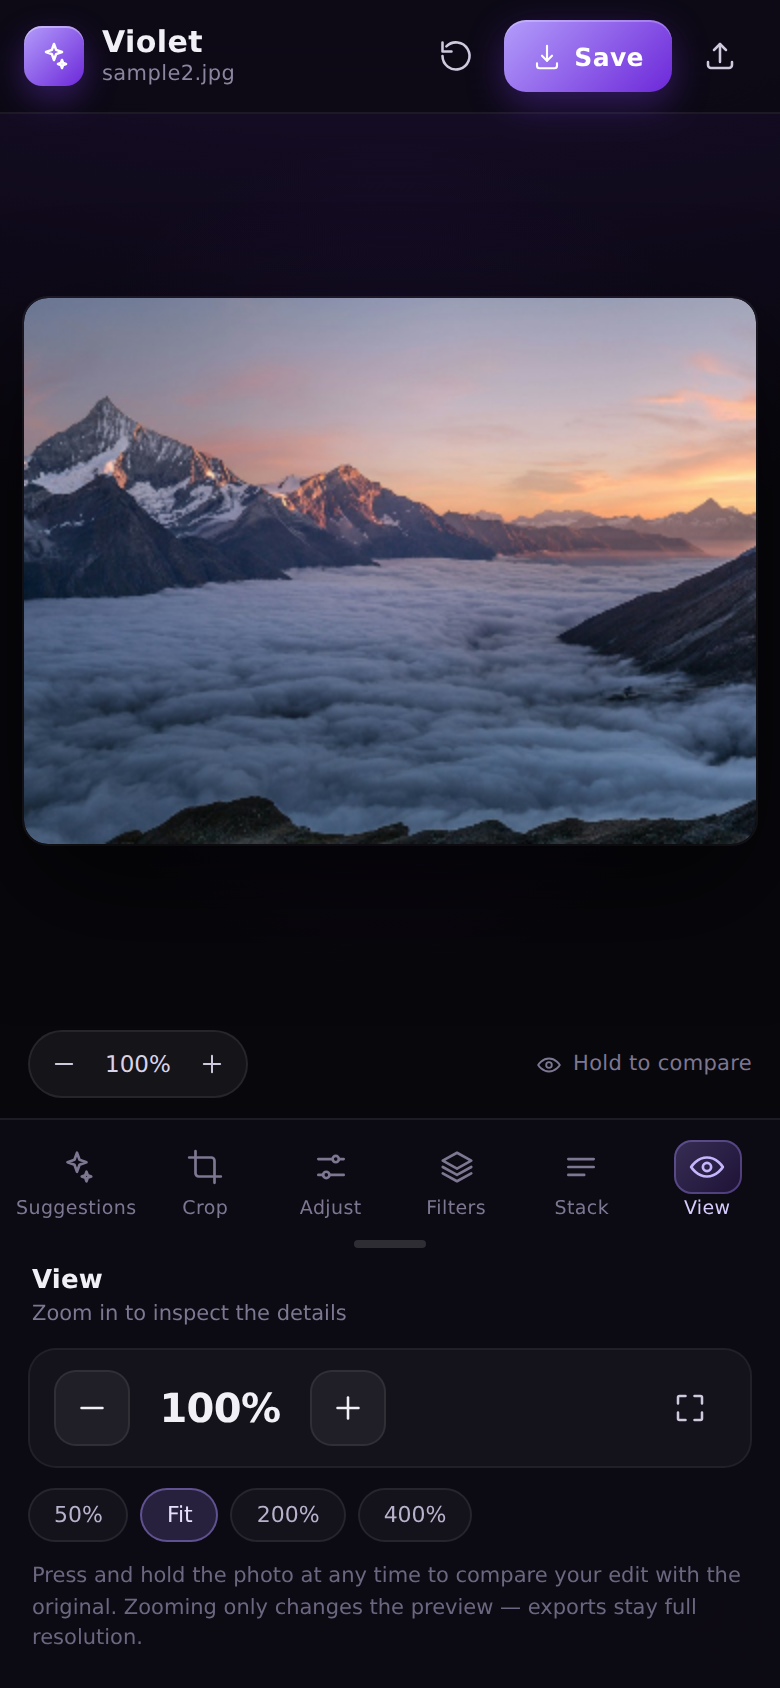 Violet
sample2.jpg
Save
100%
Hold to compare
Suggestions
Crop
Adjust
Filters
Stack
View
View
Zoom in to inspect the details
100%
50%
Fit
200%
400%
Press and hold the photo at any time to compare your edit with the
original. Zooming only changes the preview — exports stay full
resolution.